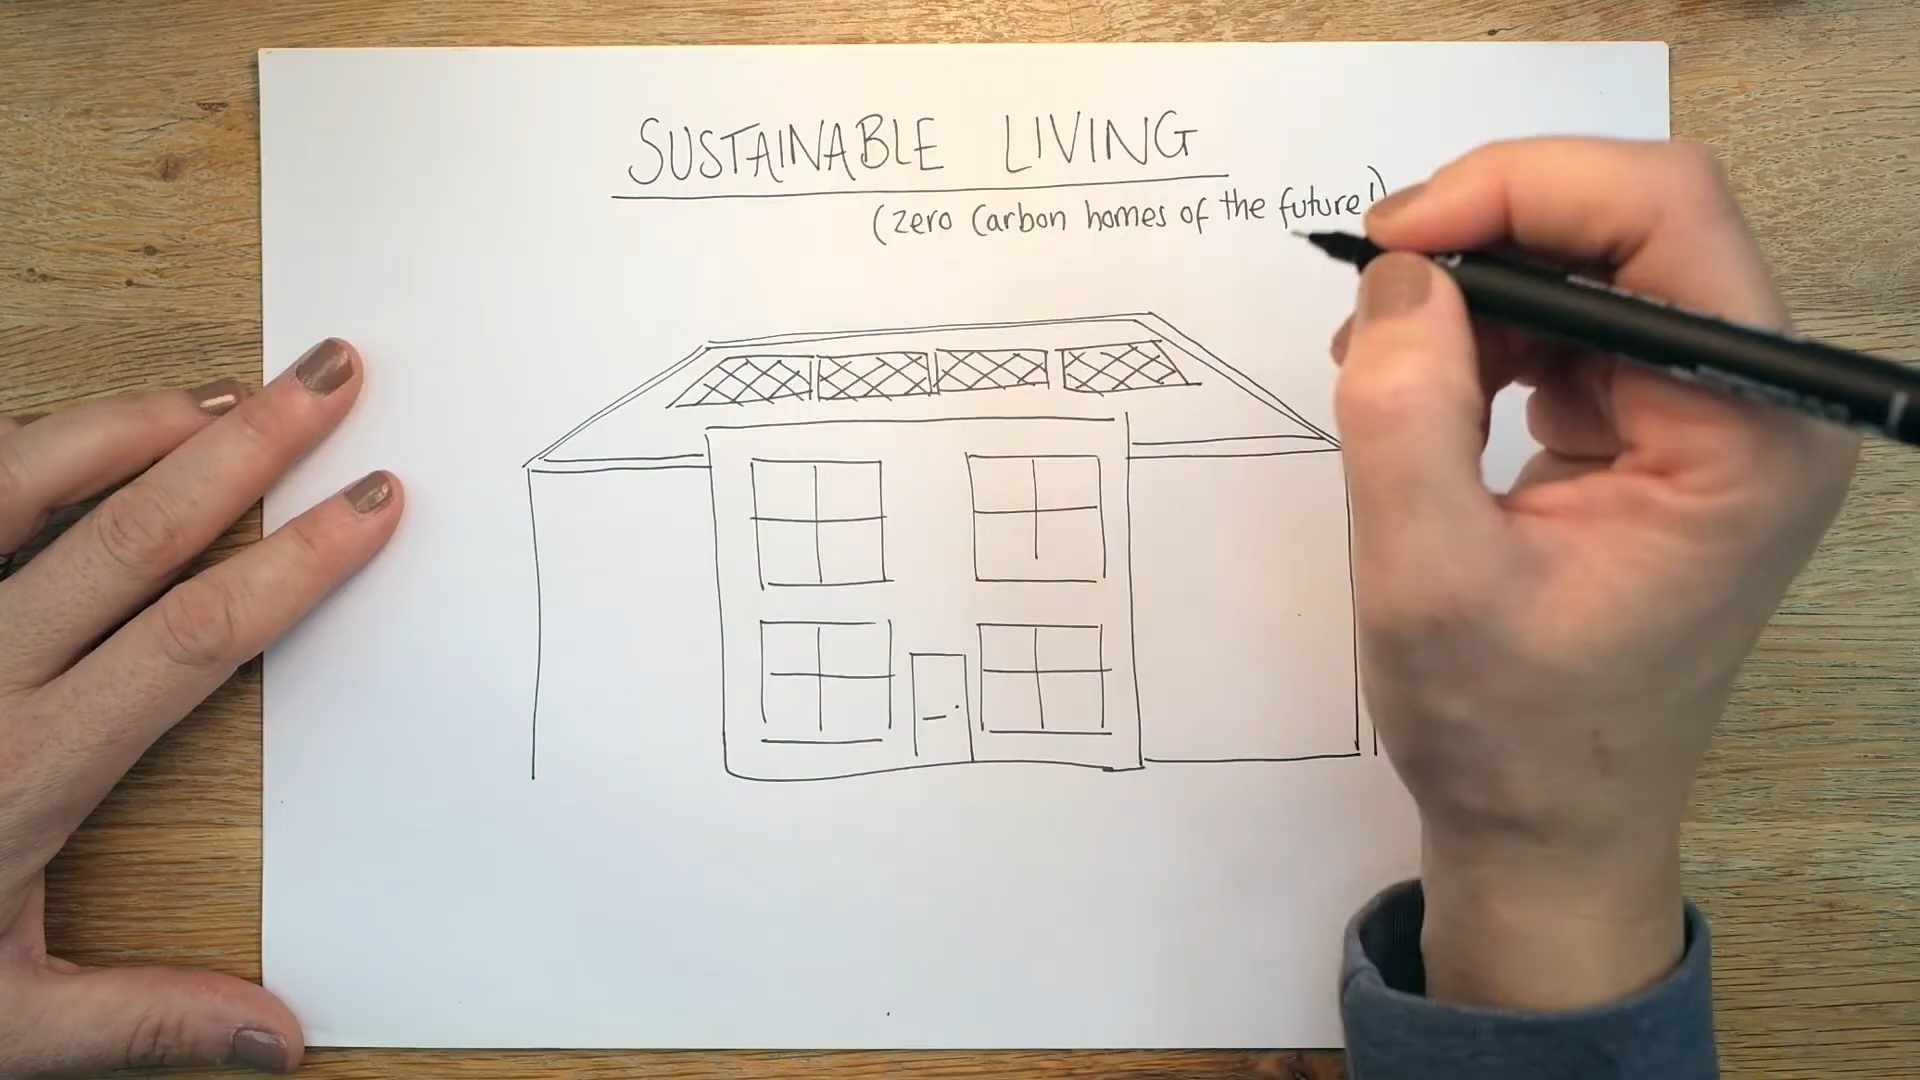 SUSTAINABLE LIVING
(zero carbon homes of the future!)